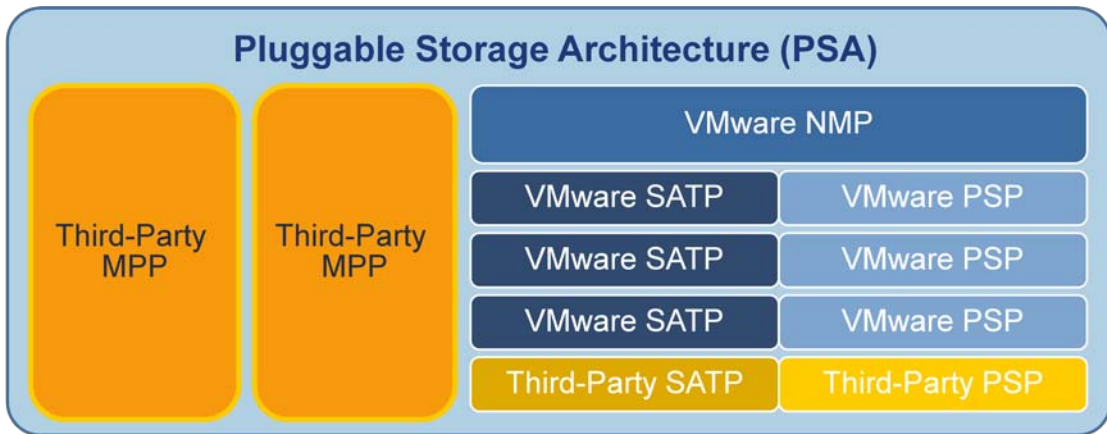 Pluggable Storage Architecture (PSA)
Third-Party
MPP
Third-Party
MPP
VMware NMP
VMware SATP
VMware PSP
VMware SATP
VMware PSP
VMware SATP
VMware PSP
Third-Party SATP
Third-Party PSP